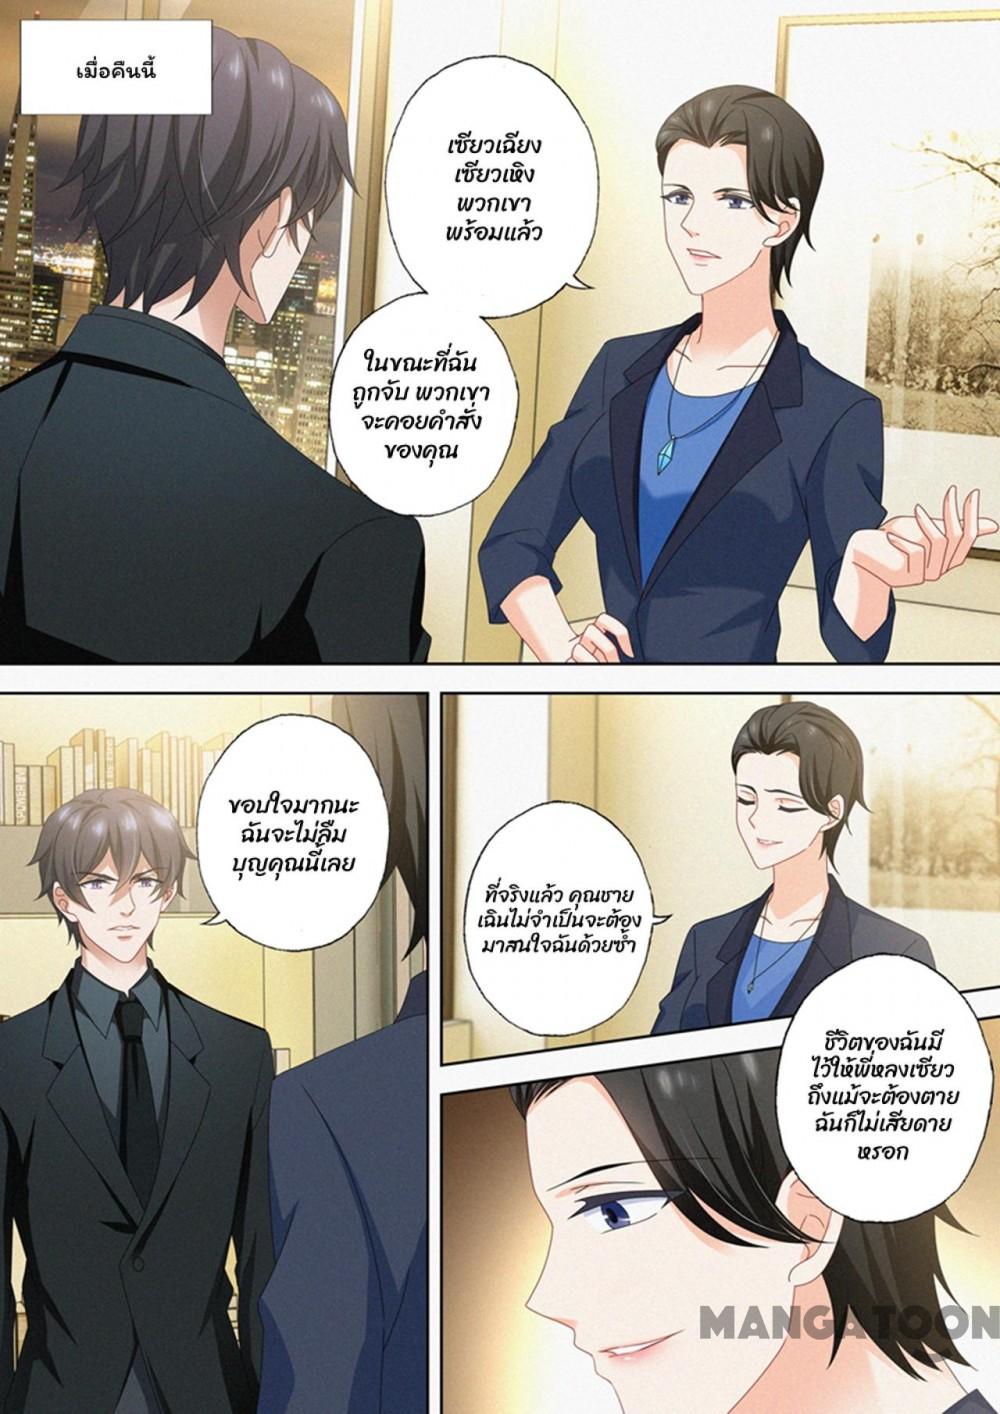 เมื่อคืนนี้
เซียวเฉียง
เซียวเหิง
พวกเขา
พร้อมแล้ว
ในขณะที่ฉัน
ถูกจับ พวกเขา
จะคอยคำสั่ง
ของคุณ
ขอบใจมากนะ
ฉันจะไม่ลืม
บุญคุณนี้เลย
ที่จริงแล้ว คุณชาย
เฉินไม่จำเป็นจะต้อง
มาสนใจฉันด้วยซ้ำ
ชีวิตของฉันมี
ไว้ให้พี่หลงเซียว
ถึงแม้จะต้องตาย
ฉันก็ไม่เสียดาย
หรอก
MANGATOON